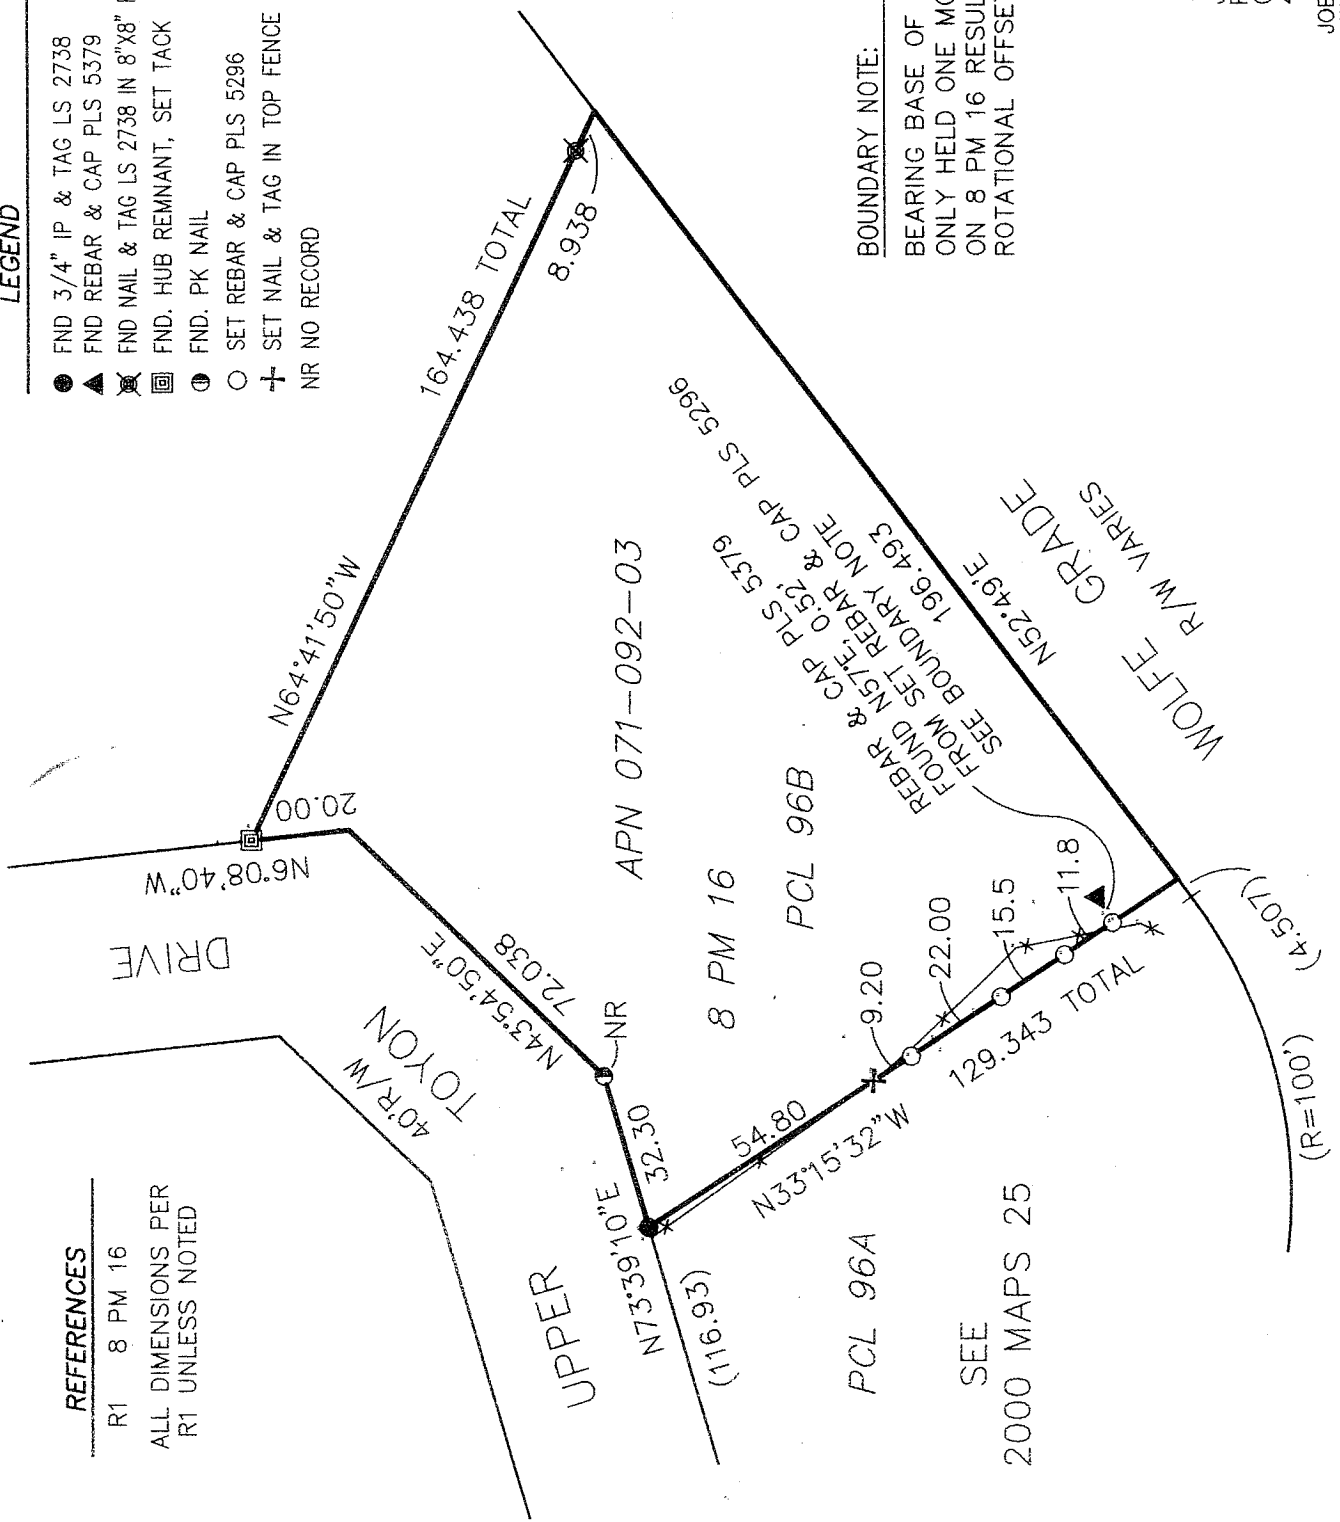 REFERENCES
R1 8 PM 16
ALL DIMENSIONS PER
R1 UNLESS NOTED
LEGEND
FND 3/4" IP & TAG LS 2738
FND REBAR & CAP PLS 5379
FND NAIL & TAG LS 2738 IN 8"X8"
FND. HUB REMNANT, SET TACK
FND. PK NAIL
SET REBAR & CAP PLS 5296
SET NAIL & TAG IN TOP FENCE
NR NO RECORD
UPPER
TOYON
DRIVE
40'R/W
N6°08'40"W
20.00
N64°41'50"W
164.438 TOTAL
8.938
N43°54'50"E
72.038
NR
N73°39'10"E
32.30
(116.93)
54.80
N33°15'32"W
9.20
22.00
15.5
11.8
129.343 TOTAL
APN 071-092-03
8 PM 16
PCL 96B
PCL 96A
SEE
2000 MAPS 25
REBAR & CAP PLS 5379
FOUND N57°E, 0.52',
FROM SET REBAR & CAP PLS 5296
SEE BOUNDARY NOTE
196.493
N52°49'E
WOLFE GRADE
R/W VARIES
(4.507)
(R=100')
BOUNDARY NOTE:
BEARING BASE OF
ONLY HELD ONE MO
ON 8 PM 16 RESUL
ROTATIONAL OFFSET
JOB